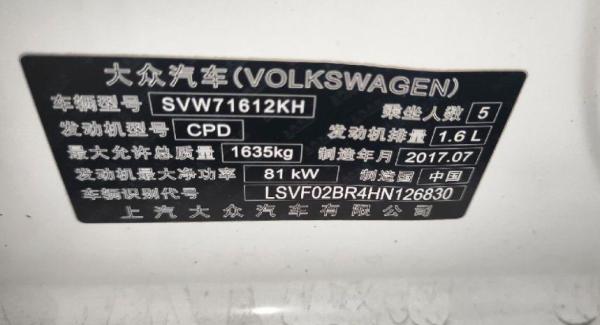 大众汽车(VOLKSWAGEN)
车辆型号 SVW71612KH 乘坐人数 5
发动机型号 CPD 发动机排量 1.6 L
最大允许总质量 1635kg 制造年月 2017.07
发动机最大净功率 81 kW 制造国 中国
车辆识别代号 LSVF02BR4HN126830
上汽大众汽车有限公司